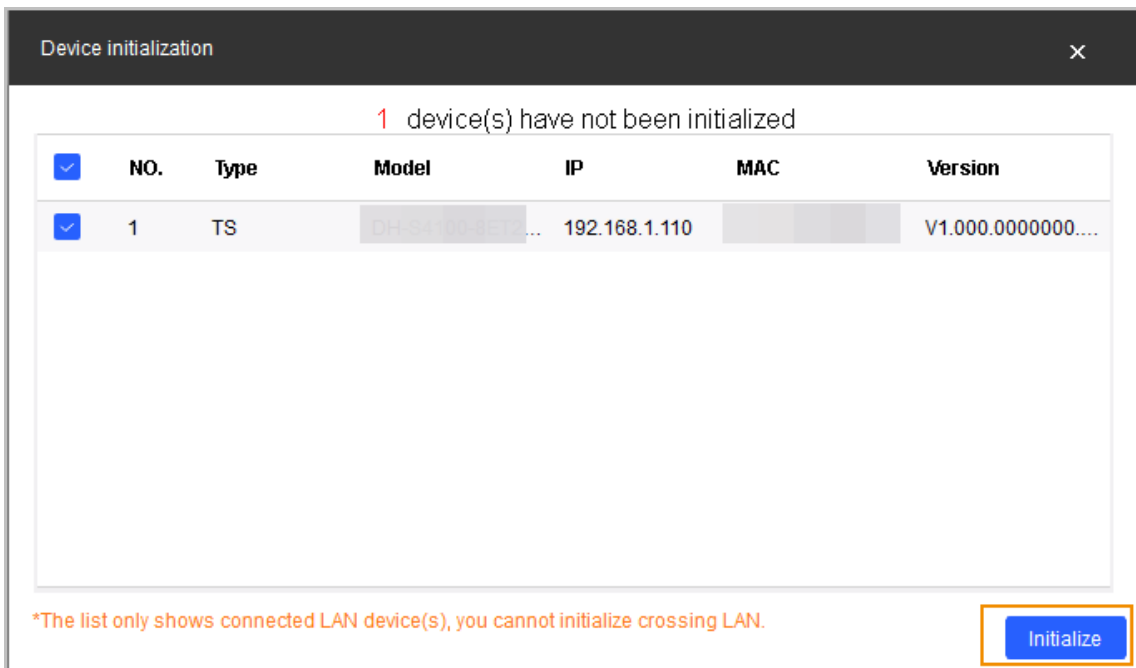 Device initialization
1 device(s) have not been initialized
NO. Type Model IP MAC Version
1 TS ... 192.168.1.110 V1.000.0000000....
*The list only shows connected LAN device(s), you cannot initialize crossing LAN.
Initialize